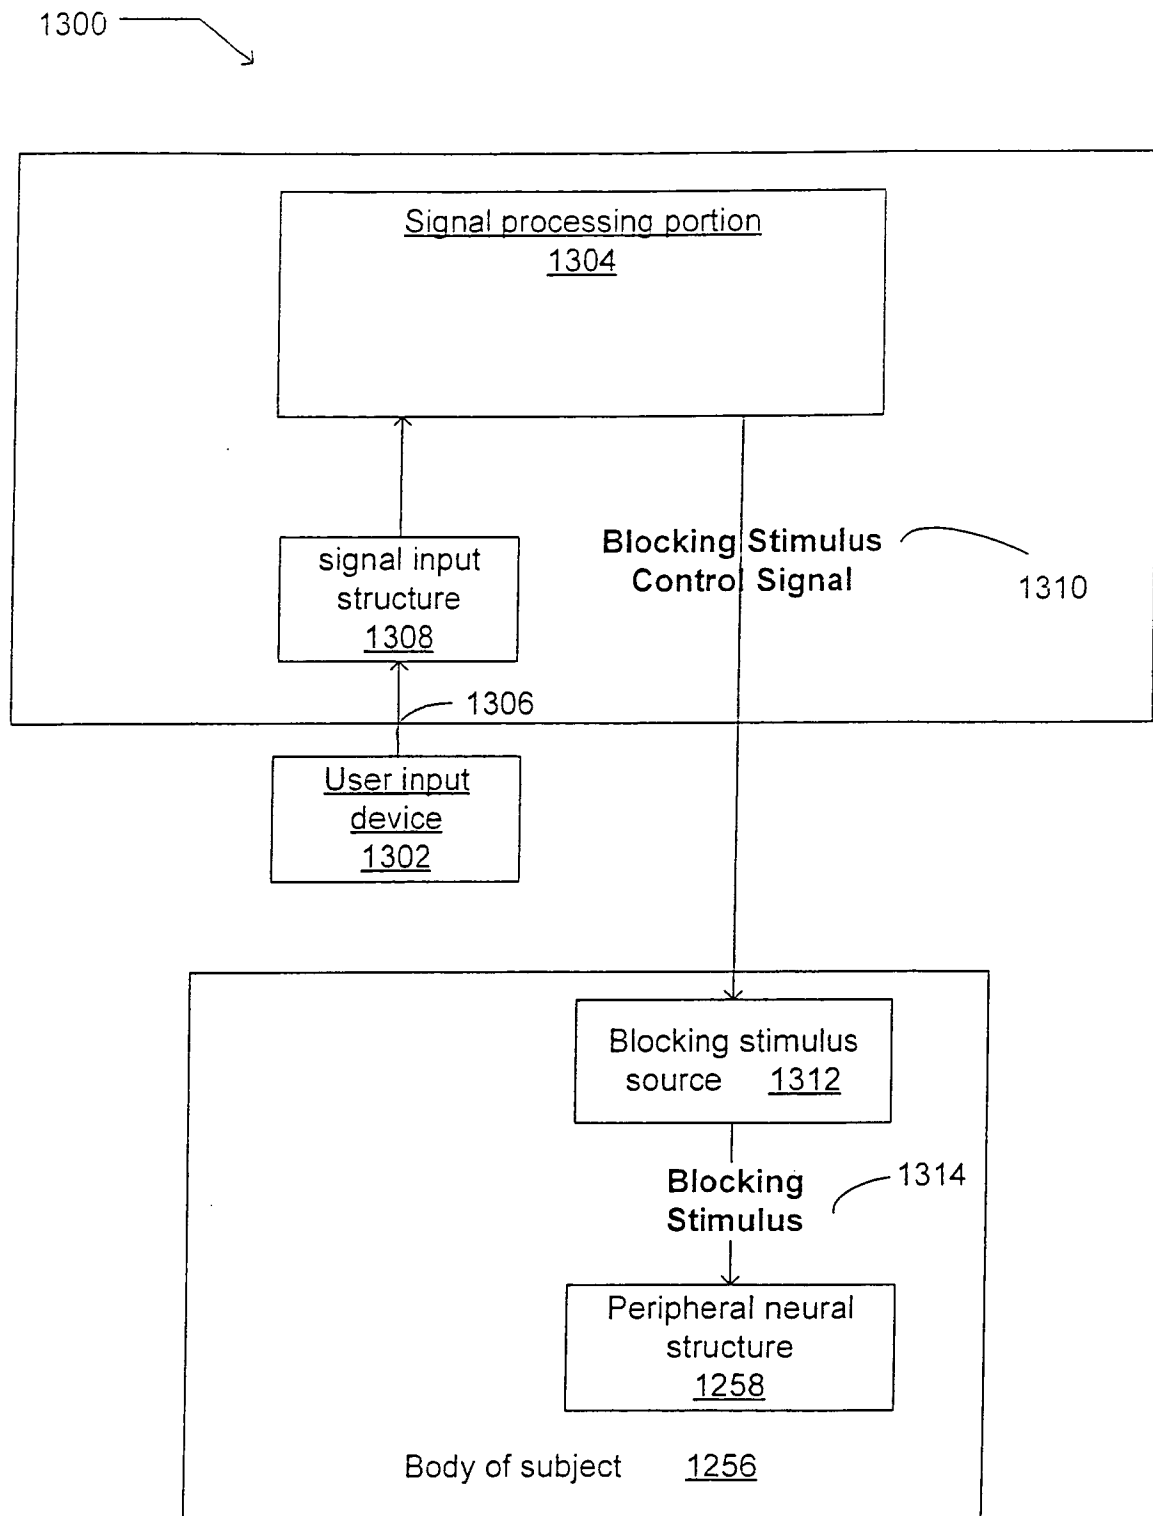 1300
Signal processing portion
1304
signal input
structure
1308
Blocking Stimulus
Control Signal
1310
1306
User input
device
1302
Blocking stimulus
source 1312
Blocking
Stimulus
1314
Peripheral neural
structure
1258
Body of subject 1256